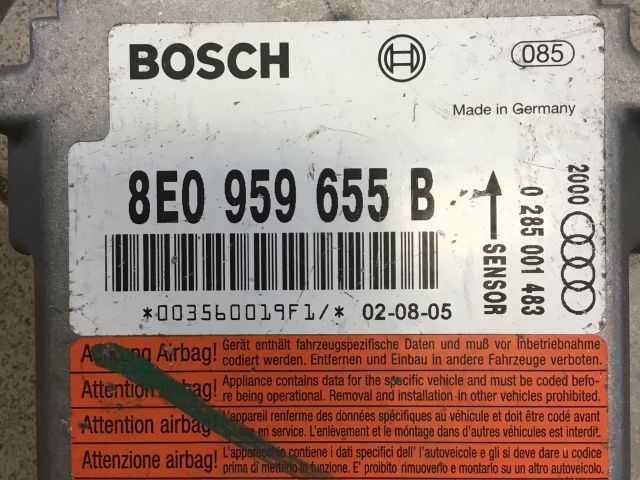 BOSCH
085
Made in Germany
8E0 959 655 B
SENSOR
0 285 001 483
2000
*003560019F1/* 02-08-05
Achtung Airbag! Gerät enthält fahrzeugspezifische Daten und muß vor Inbetriebnahme
codiert werden. Entfernen und Einbau in andere Fahrzeuge verboten.
Attention Airbag! Appliance contains data for the specific vehicle and must be coded befo-
re being operational. Removal and installation in other vehicles prohibited.
Attention airbag! L'appareil renferme des données spécifiques au véhicule et doit être codé avant
la mise en service. L'enlèvement et le montage dans d'autres véhicules est interdit.
Attenzione airbag! L'apparecchio contiene i dati specifici dell' l'autoveicolo e gli si deve dare u codice
prima di metterlo in funzione. E' proibito rimuoverlo e montarlo su un altro autoveicolo.